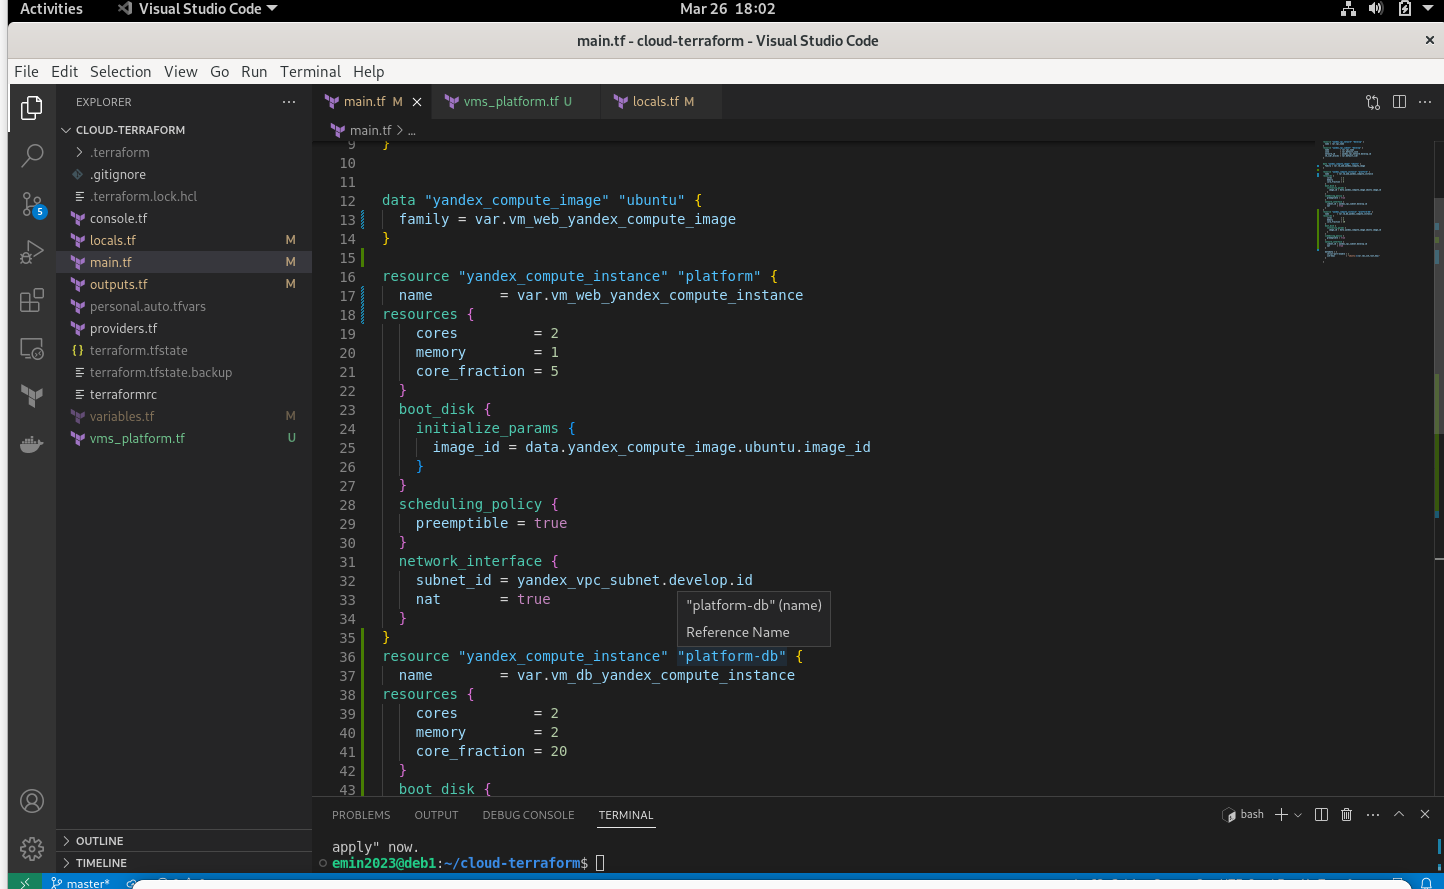 Activities Visual Studio Code Mar 26 18:02
main.tf - cloud-terraform - Visual Studio Code
File Edit Selection View Go Run Terminal Help
EXPLORER
CLOUD-TERRAFORM
.terraform
.gitignore
.terraform.lock.hcl
console.tf
locals.tf M
main.tf M
outputs.tf M
personal.auto.tfvars
providers.tf
terraform.tfstate
terraform.tfstate.backup
terraformrc
variables.tf M
vms_platform.tf U
OUTLINE
TIMELINE
5
main.tf M vms_platform.tf U locals.tf M
main.tf > ...
9 }
10
11
12 data "yandex_compute_image" "ubuntu" {
13 family = var.vm_web_yandex_compute_image
14 }
15
16 resource "yandex_compute_instance" "platform" {
17 name = var.vm_web_yandex_compute_instance
18 resources {
19 cores = 2
20 memory = 1
21 core_fraction = 5
22 }
23 boot_disk {
24 initialize_params {
25 image_id = data.yandex_compute_image.ubuntu.image_id
26 }
27 }
28 scheduling_policy {
29 preemptible = true
30 }
31 network_interface {
32 subnet_id = yandex_vpc_subnet.develop.id
33 nat = true
34 }
35 }
36 resource "yandex_compute_instance" "platform-db" {
37 name = var.vm_db_yandex_compute_instance
38 resources {
39 cores = 2
40 memory = 2
41 core_fraction = 20
42 }
43 boot_disk {
"platform-db" (name)
Reference Name
PROBLEMS OUTPUT DEBUG CONSOLE TERMINAL bash
apply" now.
emin2023@deb1:~/cloud-terraform$
master*